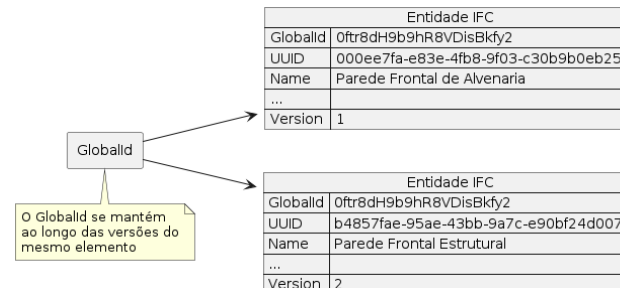 Entidade IFC
GlobalId 0ftr8dH9b9hR8VDisBkfy2
UUID 000ee7fa-e83e-4fb8-9f03-c30b9b0eb25
Name Parede Frontal de Alvenaria
...
Version 1
GlobalId
O GlobalId se mantém
ao longo das versões do
mesmo elemento
Entidade IFC
GlobalId 0ftr8dH9b9hR8VDisBkfy2
UUID b4857fae-95ae-43bb-9a7c-e90bf24d007
Name Parede Frontal Estrutural
...
Version 2